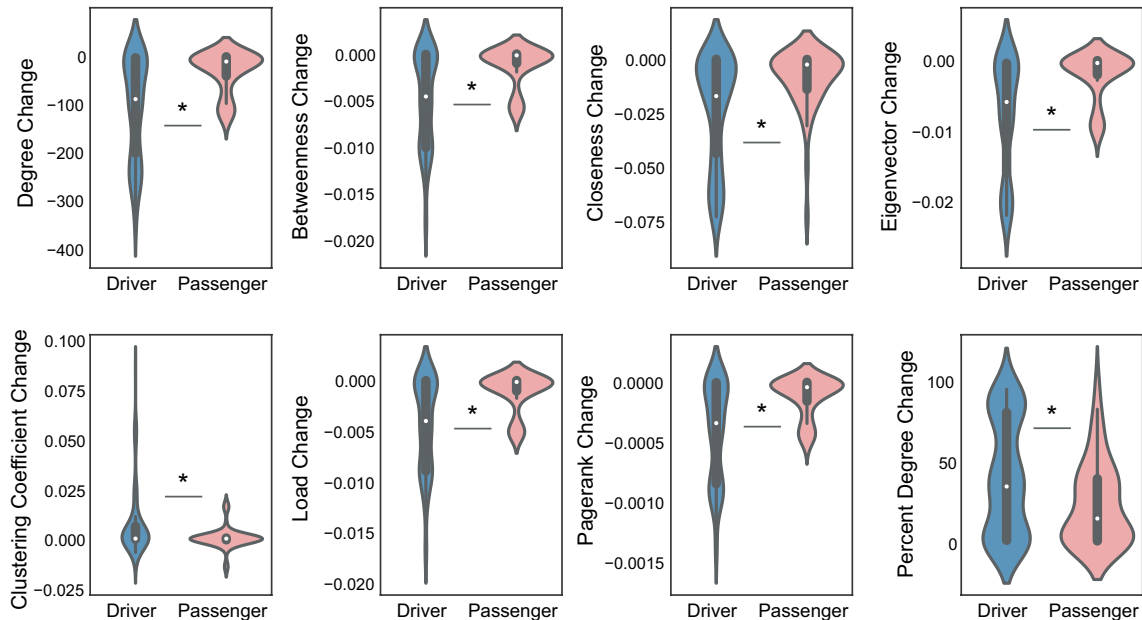 Degree Change
0
−100
−200
−300
−400
*
Driver Passenger
Betweenness Change
0.000
−0.005
−0.010
−0.015
−0.020
*
Driver Passenger
Closeness Change
0.000
−0.025
−0.050
−0.075
*
Driver Passenger
Eigenvector Change
0.00
−0.01
−0.02
*
Driver Passenger
Clustering Coefficient Change
0.100
0.075
0.050
0.025
0.000
−0.025
*
Driver Passenger
Load Change
0.000
−0.005
−0.010
−0.015
−0.020
*
Driver Passenger
Pagerank Change
0.0000
−0.0005
−0.0010
−0.0015
*
Driver Passenger
Percent Degree Change
100
50
0
*
Driver Passenger